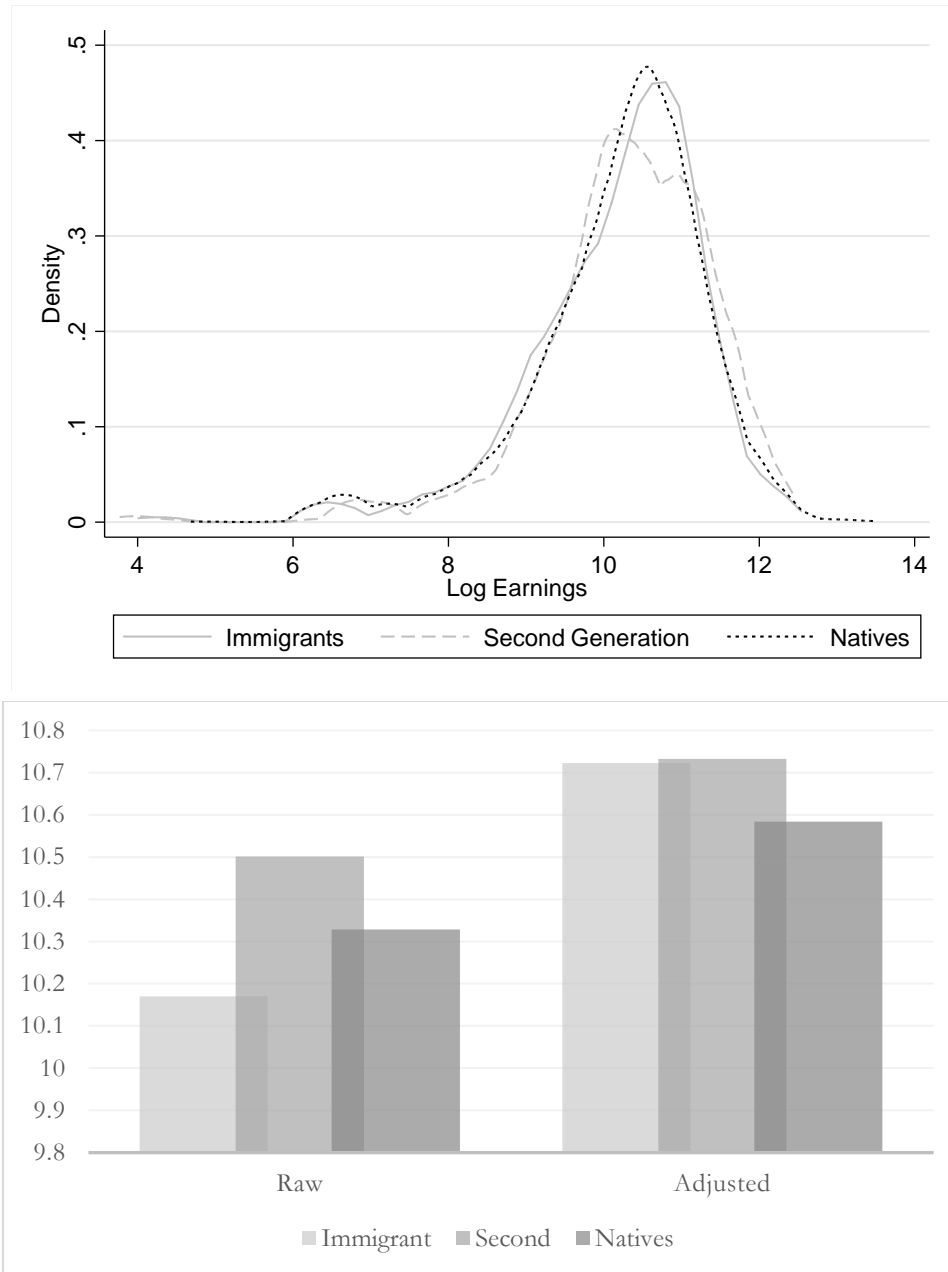 .5
.4
.3
.2
.1
0
Density
4 6 8 10 12 14
Log Earnings
Immigrants Second Generation Natives
10.8
10.7
10.6
10.5
10.4
10.3
10.2
10.1
10
9.9
9.8
Raw Adjusted
Immigrant Second Natives